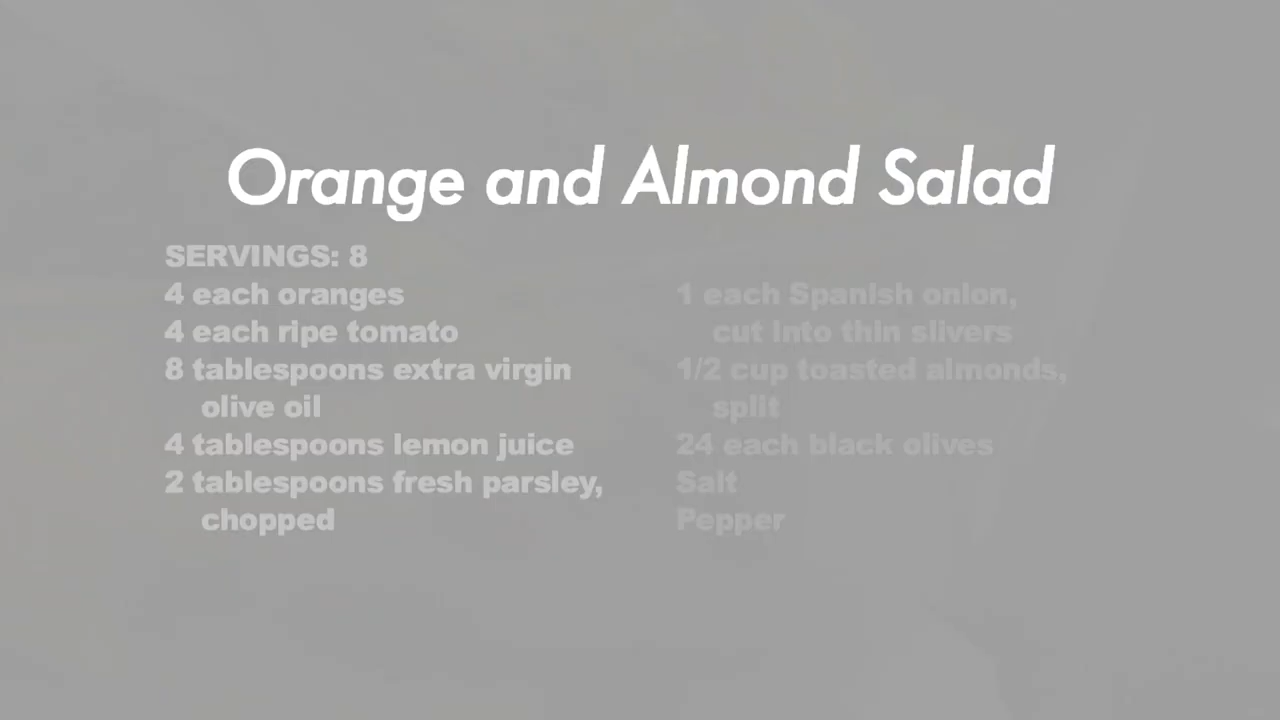 Orange and Almond Salad
SERVINGS: 8
4 each oranges
4 each ripe tomato
8 tablespoons extra virgin
olive oil
4 tablespoons lemon juice
2 tablespoons fresh parsley,
chopped
1 each Spanish onion,
cut into thin slivers
1/2 cup toasted almonds,
split
24 each black olives
Salt
Pepper